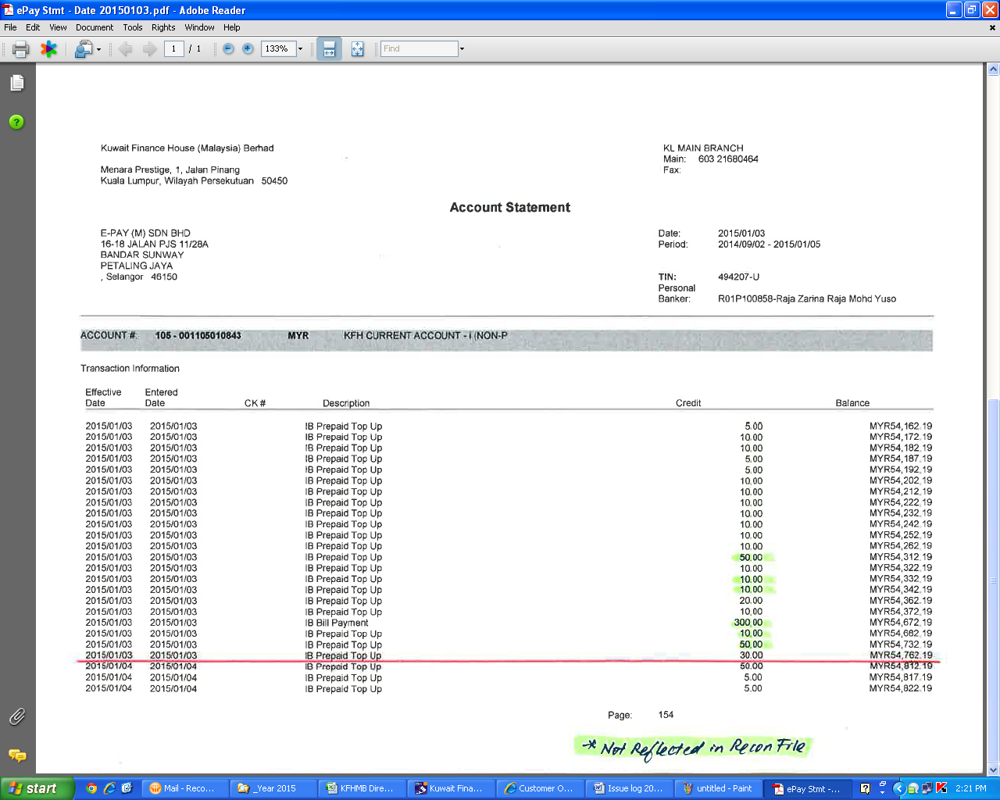 ePay Stmt - Date 20150103.pdf - Adobe Reader
File Edit View Document Tools Rights Window Help
1 / 1 133% Find
Kuwait Finance House (Malaysia) Berhad
KL MAIN BRANCH
Main: 603 21680464
Menara Prestige, 1, Jalan Pinang
Fax:
Kuala Lumpur, Wilayah Persekutuan 50450
Account Statement
E-PAY (M) SDN BHD
Date: 2015/01/03
16-18 JALAN PJS 11/28A
Period: 2014/09/02 - 2015/01/05
BANDAR SUNWAY
PETALING JAYA
, Selangor 46150
TIN: 494207-U
Personal
Banker: R01P100858-Raja Zarina Raja Mohd Yuso
ACCOUNT #: 105 - 001105010843 MYR KFH CURRENT ACCOUNT - I (NON-P
Transaction Information
Effective Entered
Date Date CK # Description Credit Balance
2015/01/03 2015/01/03 IB Prepaid Top Up 5.00 MYR54,162.19
2015/01/03 2015/01/03 IB Prepaid Top Up 10.00 MYR54,172.19
2015/01/03 2015/01/03 IB Prepaid Top Up 10.00 MYR54,182.19
2015/01/03 2015/01/03 IB Prepaid Top Up 5.00 MYR54,187.19
2015/01/03 2015/01/03 IB Prepaid Top Up 5.00 MYR54,192.19
2015/01/03 2015/01/03 IB Prepaid Top Up 10.00 MYR54,202.19
2015/01/03 2015/01/03 IB Prepaid Top Up 10.00 MYR54,212.19
2015/01/03 2015/01/03 IB Prepaid Top Up 10.00 MYR54,222.19
2015/01/03 2015/01/03 IB Prepaid Top Up 10.00 MYR54,232.19
2015/01/03 2015/01/03 IB Prepaid Top Up 10.00 MYR54,242.19
2015/01/03 2015/01/03 IB Prepaid Top Up 10.00 MYR54,252.19
2015/01/03 2015/01/03 IB Prepaid Top Up 10.00 MYR54,262.19
2015/01/03 2015/01/03 IB Prepaid Top Up 50.00 MYR54,312.19
2015/01/03 2015/01/03 IB Prepaid Top Up 10.00 MYR54,322.19
2015/01/03 2015/01/03 IB Prepaid Top Up 10.00 MYR54,332.19
2015/01/03 2015/01/03 IB Prepaid Top Up 10.00 MYR54,342.19
2015/01/03 2015/01/03 IB Prepaid Top Up 20.00 MYR54,362.19
2015/01/03 2015/01/03 IB Prepaid Top Up 10.00 MYR54,372.19
2015/01/03 2015/01/03 IB Bill Payment 300.00 MYR54,672.19
2015/01/03 2015/01/03 IB Prepaid Top Up 10.00 MYR54,682.19
2015/01/03 2015/01/03 IB Prepaid Top Up 50.00 MYR54,732.19
2015/01/03 2015/01/03 IB Prepaid Top Up 30.00 MYR54,762.19
2015/01/04 2015/01/04 IB Prepaid Top Up 50.00 MYR54,812.19
2015/01/04 2015/01/04 IB Prepaid Top Up 5.00 MYR54,817.19
2015/01/04 2015/01/04 IB Prepaid Top Up 5.00 MYR54,822.19
Page: 154
* Not Reflected in Recon File
start Mail - Reco... _Year 2015 KFHMB Dire... Kuwait Fina... Customer O... Issue log 20... untitled - Paint ePay Stmt -... 2:21 PM